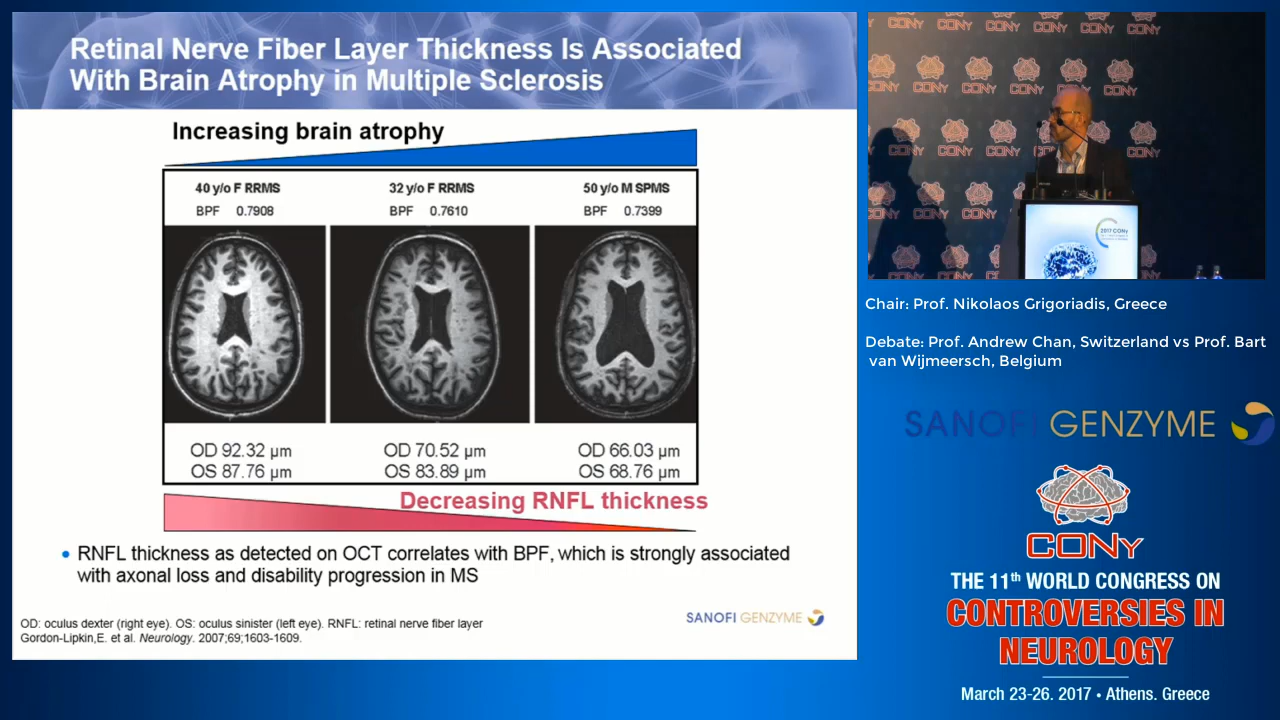 Retinal Nerve Fiber Layer Thickness Is Associated
With Brain Atrophy in Multiple Sclerosis
Increasing brain atrophy
40 y/o F RRMS
BPF 0.7908
32 y/o F RRMS
BPF 0.7610
50 y/o M SPMS
BPF 0.7399
OD 92.32 µm
OS 87.76 µm
OD 70.52 µm
OS 83.89 µm
OD 66.03 µm
OS 68.76 µm
Decreasing RNFL thickness
• RNFL thickness as detected on OCT correlates with BPF, which is strongly associated
with axonal loss and disability progression in MS
OD: oculus dexter (right eye). OS: oculus sinister (left eye). RNFL: retinal nerve fiber layer
Gordon-Lipkin,E. et al. Neurology. 2007;69;1603-1609.
SANOFI GENZYME
CONy
CONy
CONy
CONy
CONy
CONy
2017 CONy
Chair: Prof. Nikolaos Grigoriadis, Greece
Debate: Prof. Andrew Chan, Switzerland vs Prof. Bart
van Wijmeersch, Belgium
SANOFI GENZYME
CONy
THE 11th WORLD CONGRESS ON
CONTROVERSIES IN
NEUROLOGY
March 23-26. 2017 • Athens. Greece